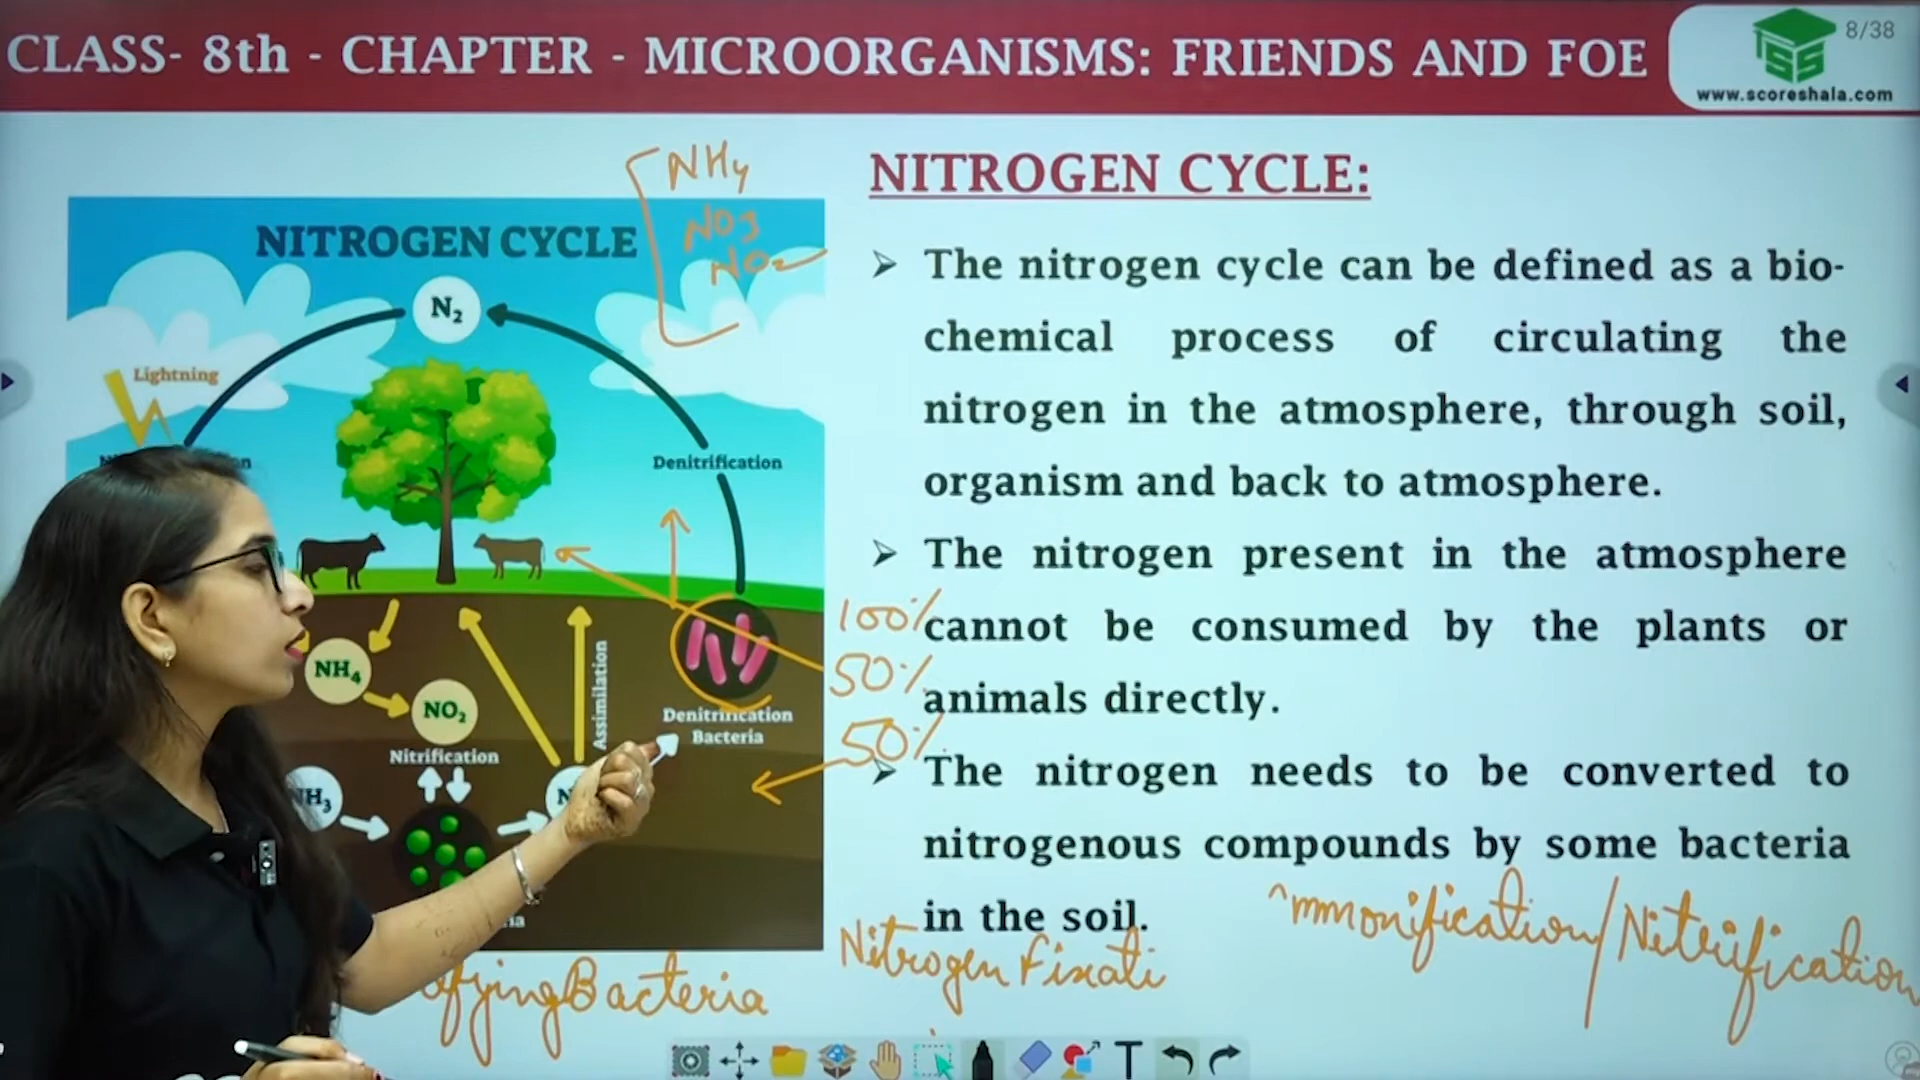 CLASS- 8th - CHAPTER - MICROORGANISMS: FRIENDS AND FOE
8/38
www.scoreshala.com
NH4
NO3
NO2
NITROGEN CYCLE
N2
Lightning
Denitrification
NH4
NO2
Nitrification
NH3
Assimilation
Denitrification
Bacteria
NITROGEN CYCLE:
The nitrogen cycle can be defined as a bio-
chemical process of circulating the
nitrogen in the atmosphere, through soil,
organism and back to atmosphere.
The nitrogen present in the atmosphere
100%
cannot be consumed by the plants or
50%
animals directly.
50%
The nitrogen needs to be converted to
nitrogenous compounds by some bacteria
in the soil.
mmonification/Nitrification
Nitrogen Fixati
fying Bacteria
T